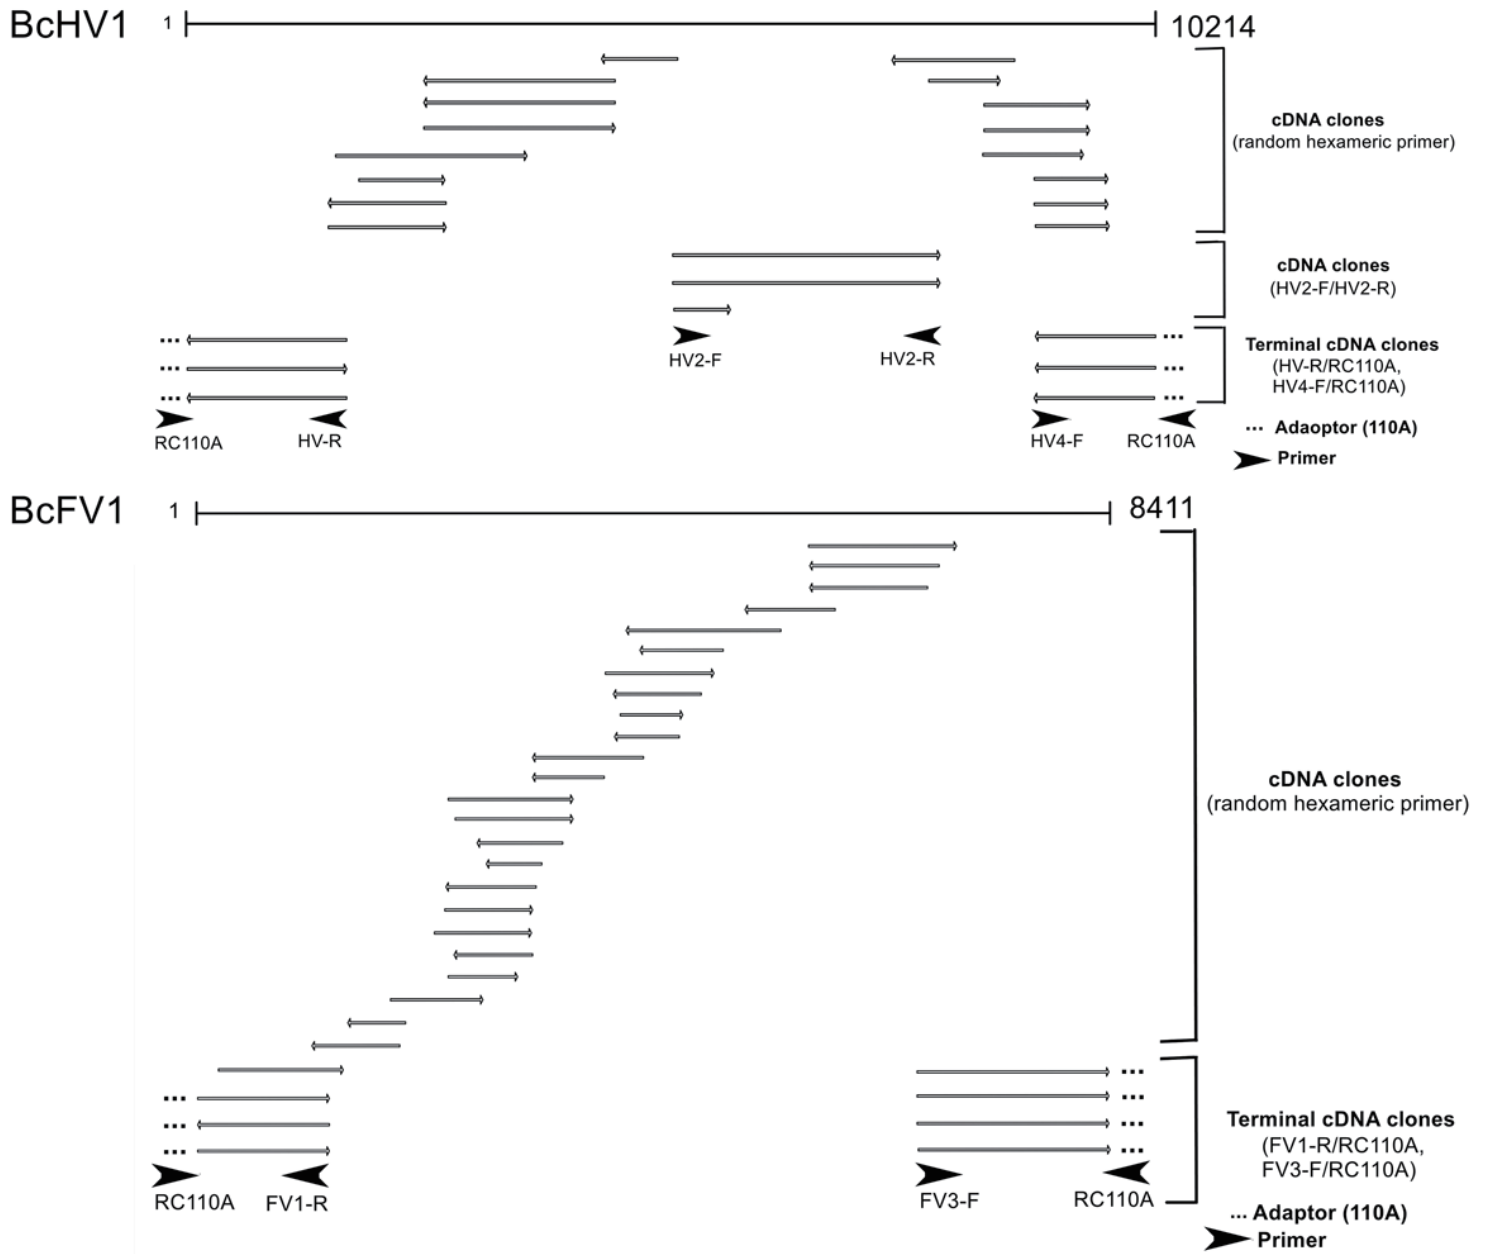 BcHV1 1 10214
cDNA clones
(random hexameric primer)
cDNA clones
(HV2-F/HV2-R)
HV2-F HV2-R
Terminal cDNA clones
(HV-R/RC110A,
HV4-F/RC110A)
RC110A HV-R HV4-F RC110A
... Adaoptor (110A)
Primer
BcFV1 1 8411
cDNA clones
(random hexameric primer)
Terminal cDNA clones
(FV1-R/RC110A,
FV3-F/RC110A)
RC110A FV1-R FV3-F RC110A
... Adaptor (110A)
Primer